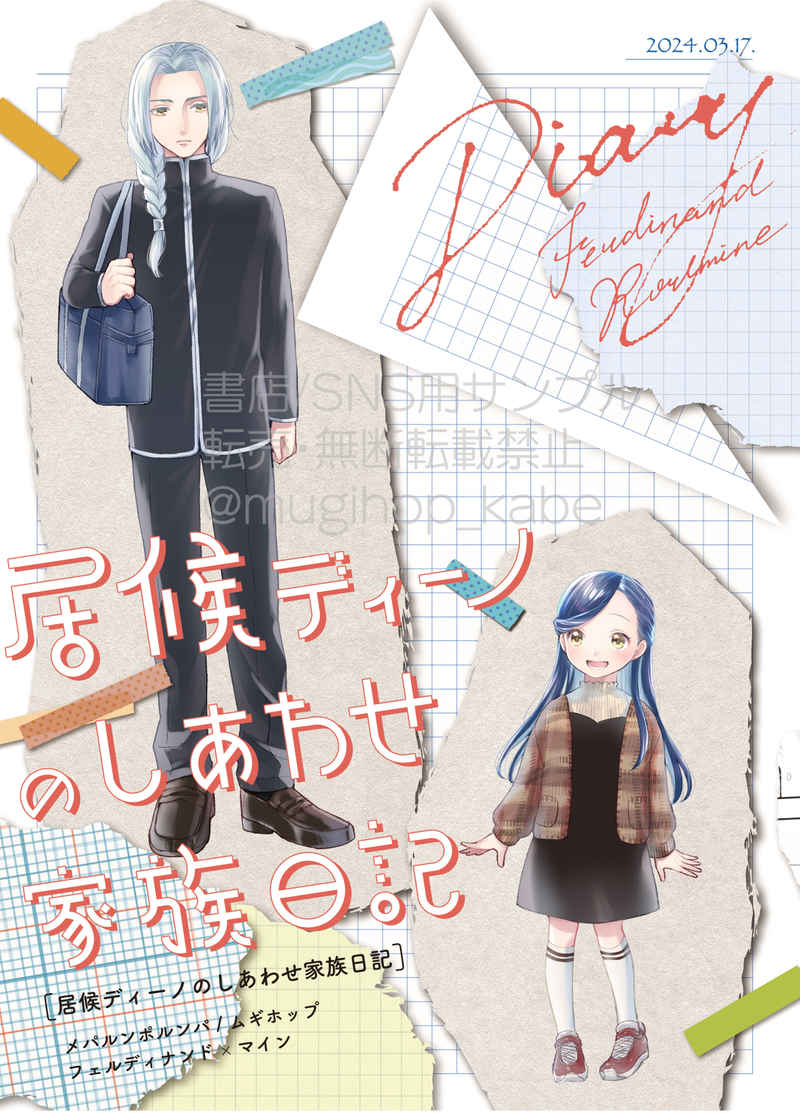 2024.03.17.
Diary
Ferdinand
Rozemine
書店/SNS用サンプル
転売・無断転載禁止
@mugihop_kabe
居候ディーノ
のしあわせ
家族日記
[居候ディーノのしあわせ家族日記]
メパルンポルンパ/ムギホップ
フェルディナンド×マイン